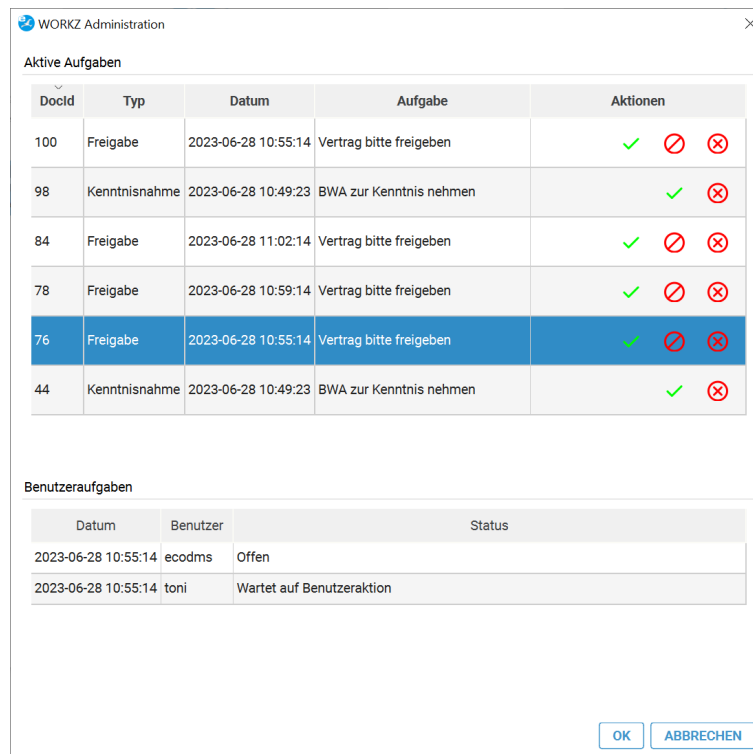 WORKZ Administration
Aktive Aufgaben
DocId Typ Datum Aufgabe Aktionen
100 Freigabe 2023-06-28 10:55:14 Vertrag bitte freigeben
98 Kenntnisnahme 2023-06-28 10:49:23 BWA zur Kenntnis nehmen
84 Freigabe 2023-06-28 11:02:14 Vertrag bitte freigeben
78 Freigabe 2023-06-28 10:59:14 Vertrag bitte freigeben
76 Freigabe 2023-06-28 10:55:14 Vertrag bitte freigeben
44 Kenntnisnahme 2023-06-28 10:49:23 BWA zur Kenntnis nehmen
Benutzeraufgaben
Datum Benutzer Status
2023-06-28 10:55:14 ecodms Offen
2023-06-28 10:55:14 toni Wartet auf Benutzeraktion
OK ABBRECHEN